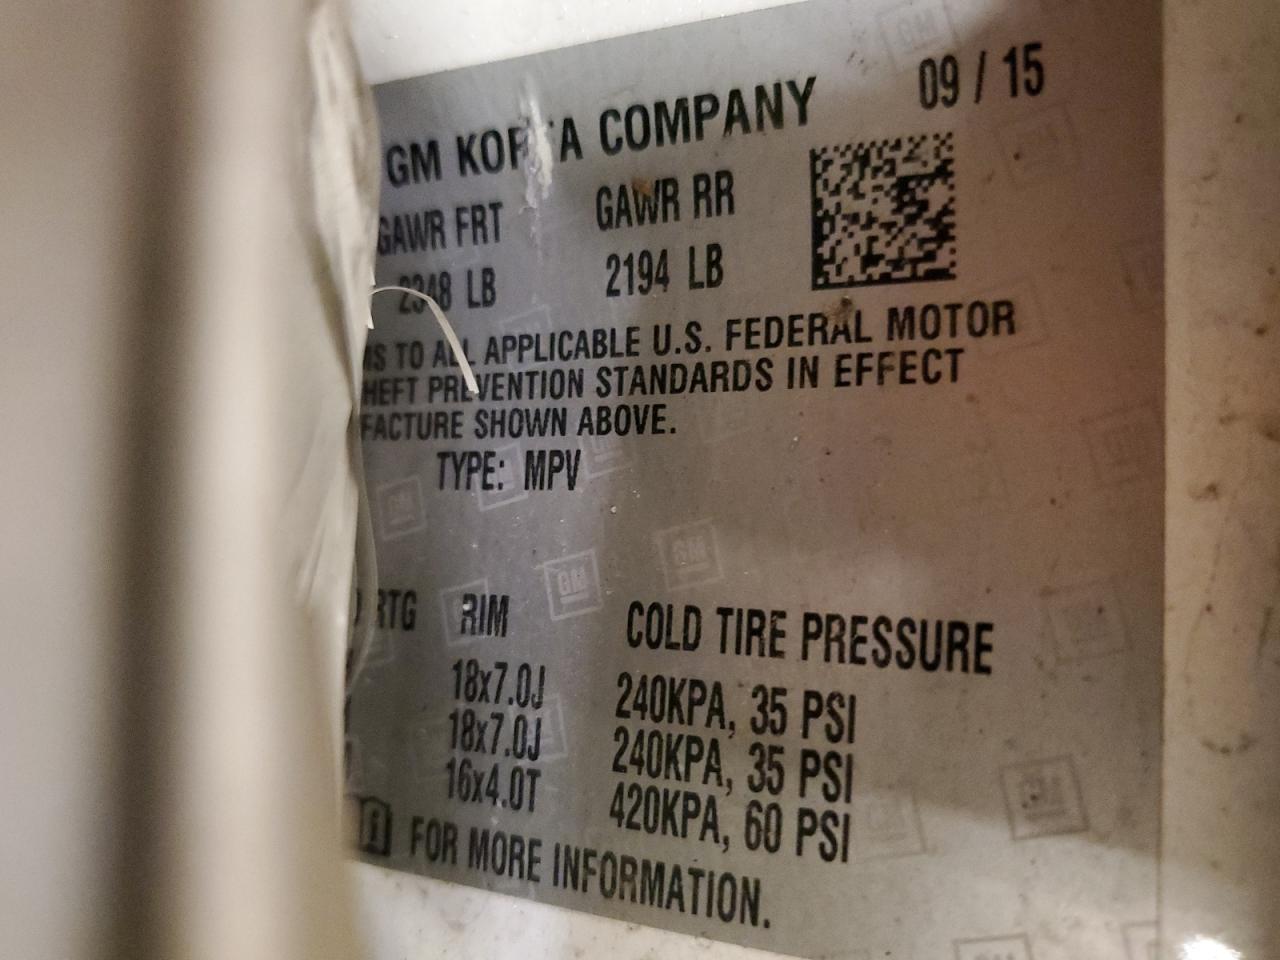 09 / 15
GM KOREA COMPANY
GAWR FRT GAWR RR
2348 LB 2194 LB
MS TO ALL APPLICABLE U.S. FEDERAL MOTOR
HEFT PREVENTION STANDARDS IN EFFECT
FACTURE SHOWN ABOVE.
TYPE: MPV
RTG RIM COLD TIRE PRESSURE
18x7.0J 240KPA, 35 PSI
18x7.0J 240KPA, 35 PSI
16x4.0T 420KPA, 60 PSI
FOR MORE INFORMATION.